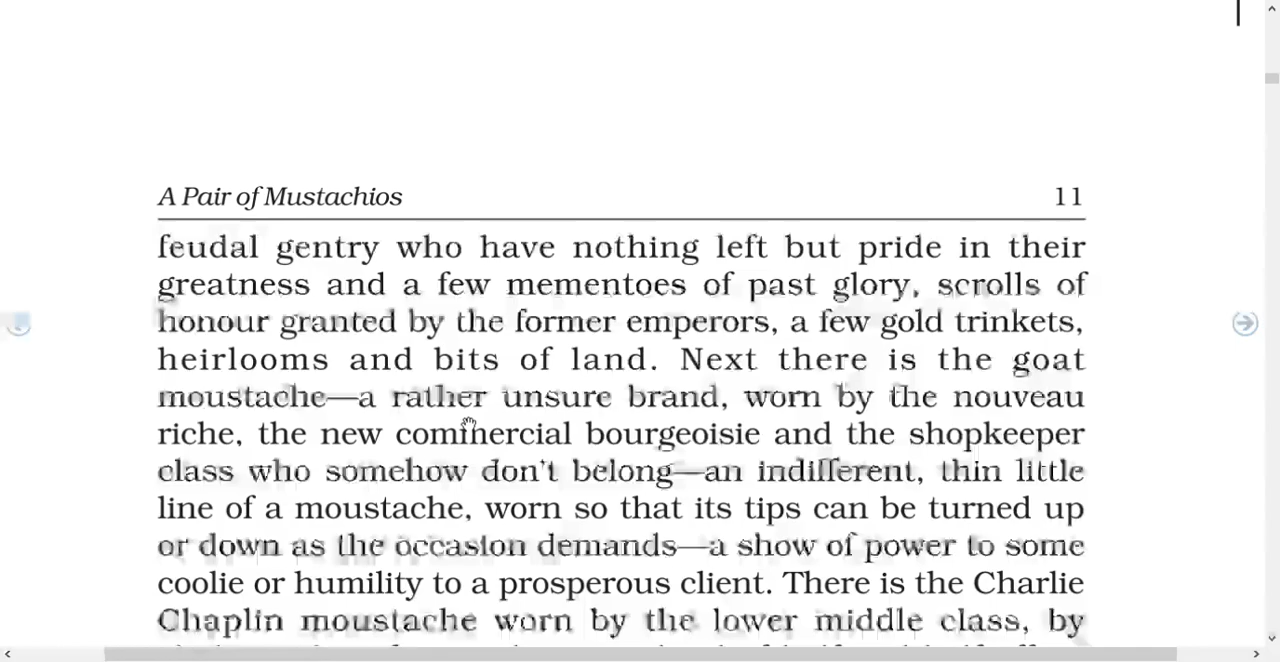 A Pair of Mustachios 11
feudal gentry who have nothing left but pride in their
greatness and a few mementoes of past glory, scrolls of
honour granted by the former emperors, a few gold trinkets,
heirlooms and bits of land. Next there is the goat
moustache—a rather unsure brand, worn by the nouveau
riche, the new commercial bourgeoisie and the shopkeeper
class who somehow don't belong—an indifferent, thin little
line of a moustache, worn so that its tips can be turned up
or down as the occasion demands—a show of power to some
coolie or humility to a prosperous client. There is the Charlie
Chaplin moustache worn by the lower middle class, by